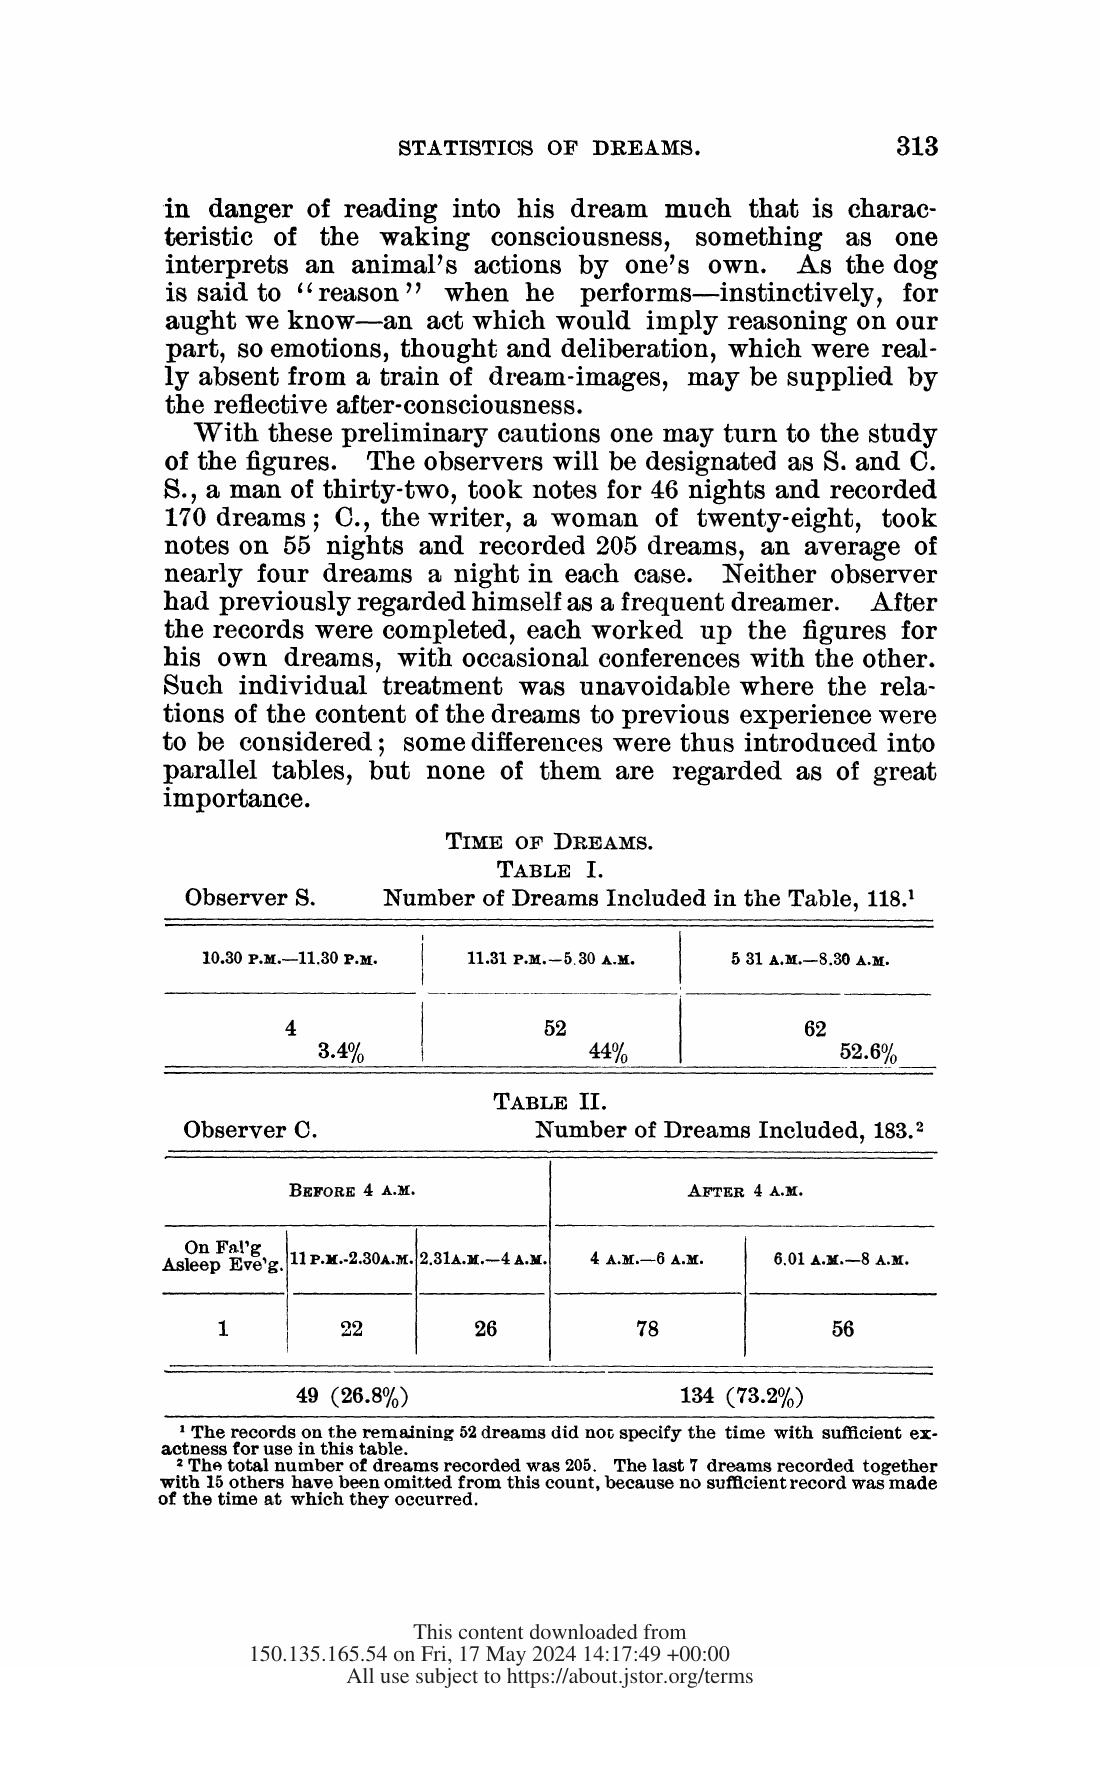 STATISTICS OF DREAMS. 313
in danger of reading into his dream much that is charac-
teristic of the waking consciousness, something as one
interprets an animal's actions by one's own. As the dog
is said to "reason" when he performs—instinctively, for
aught we know—an act which would imply reasoning on our
part, so emotions, thought and deliberation, which were real-
ly absent from a train of dream-images, may be supplied by
the reflective after-consciousness.
With these preliminary cautions one may turn to the study
of the figures. The observers will be designated as S. and C.
S., a man of thirty-two, took notes for 46 nights and recorded
170 dreams; C., the writer, a woman of twenty-eight, took
notes on 55 nights and recorded 205 dreams, an average of
nearly four dreams a night in each case. Neither observer
had previously regarded himself as a frequent dreamer. After
the records were completed, each worked up the figures for
his own dreams, with occasional conferences with the other.
Such individual treatment was unavoidable where the rela-
tions of the content of the dreams to previous experience were
to be considered; some differences were thus introduced into
parallel tables, but none of them are regarded as of great
importance.
TIME OF DREAMS.
TABLE I.
Observer S. Number of Dreams Included in the Table, 118.¹
10.30 P.M.—11.30 P.M. 11.31 P.M.—5.30 A.M. 5 31 A.M.—8.30 A.M.
4 52 62
3.4% 44% 52.6%
TABLE II.
Observer C. Number of Dreams Included, 183.²
BEFORE 4 A.M. AFTER 4 A.M.
On Fal'g
Asleep Eve'g. 11 P.M.-2.30A.M. 2.31A.M.—4 A.M. 4 A.M.—6 A.M. 6.01 A.M.—8 A.M.
1 22 26 78 56
49 (26.8%) 134 (73.2%)
¹ The records on the remaining 52 dreams did not specify the time with sufficient ex-
actness for use in this table.
² The total number of dreams recorded was 205. The last 7 dreams recorded together
with 15 others have been omitted from this count, because no sufficient record was made
of the time at which they occurred.
This content downloaded from
150.135.165.54 on Fri, 17 May 2024 14:17:49 +00:00
All use subject to https://about.jstor.org/terms